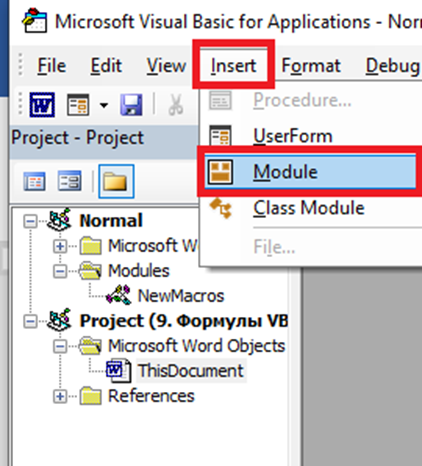 Microsoft Visual Basic for Applications - Nor
File Edit View Insert Format Debug
Procedure...
UserForm
Project - Project
Module
Class Module
File...
Normal
Microsoft W
Modules
NewMacros
Project (9. Формулы VB
Microsoft Word Objects
ThisDocument
References